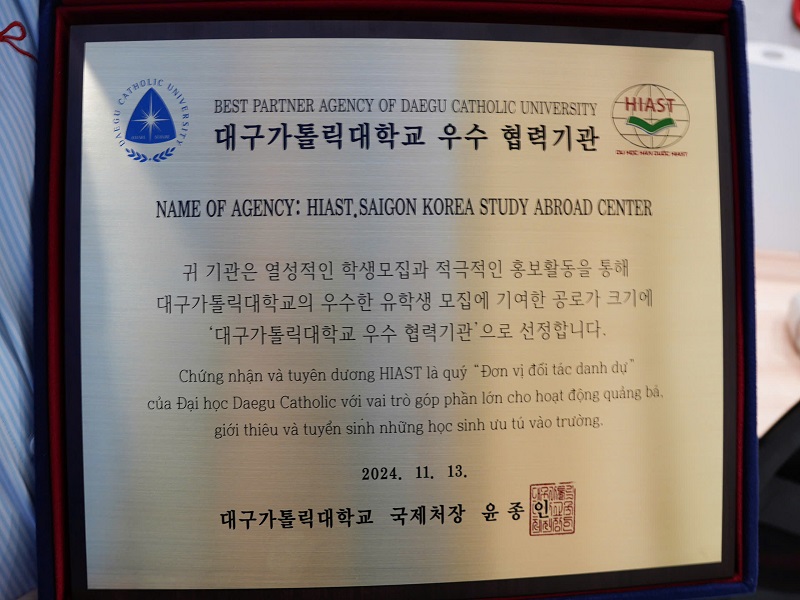 DAEGU CATHOLIC UNIVERSITY
BEST PARTNER AGENCY OF DAEGU CATHOLIC UNIVERSITY
대구가톨릭대학교 우수 협력기관
HIAST
DU HỌC HÀN QUỐC HIAST
NAME OF AGENCY: HIAST.SAIGON KOREA STUDY ABROAD CENTER
귀 기관은 열성적인 학생모집과 적극적인 홍보활동을 통해
대구가톨릭대학교의 우수한 유학생 모집에 기여한 공로가 크기에
'대구가톨릭대학교 우수 협력기관'으로 선정합니다.
Chứng nhận và tuyên dương HIAST là quý “Đơn vị đối tác danh dự”
của Đại học Daegu Catholic với vai trò góp phần lớn cho hoạt động quảng bá,
giới thiêu và tuyển sinh những học sinh ưu tú vào trường.
2024. 11. 13.
대구가톨릭대학교 국제처장 윤종인